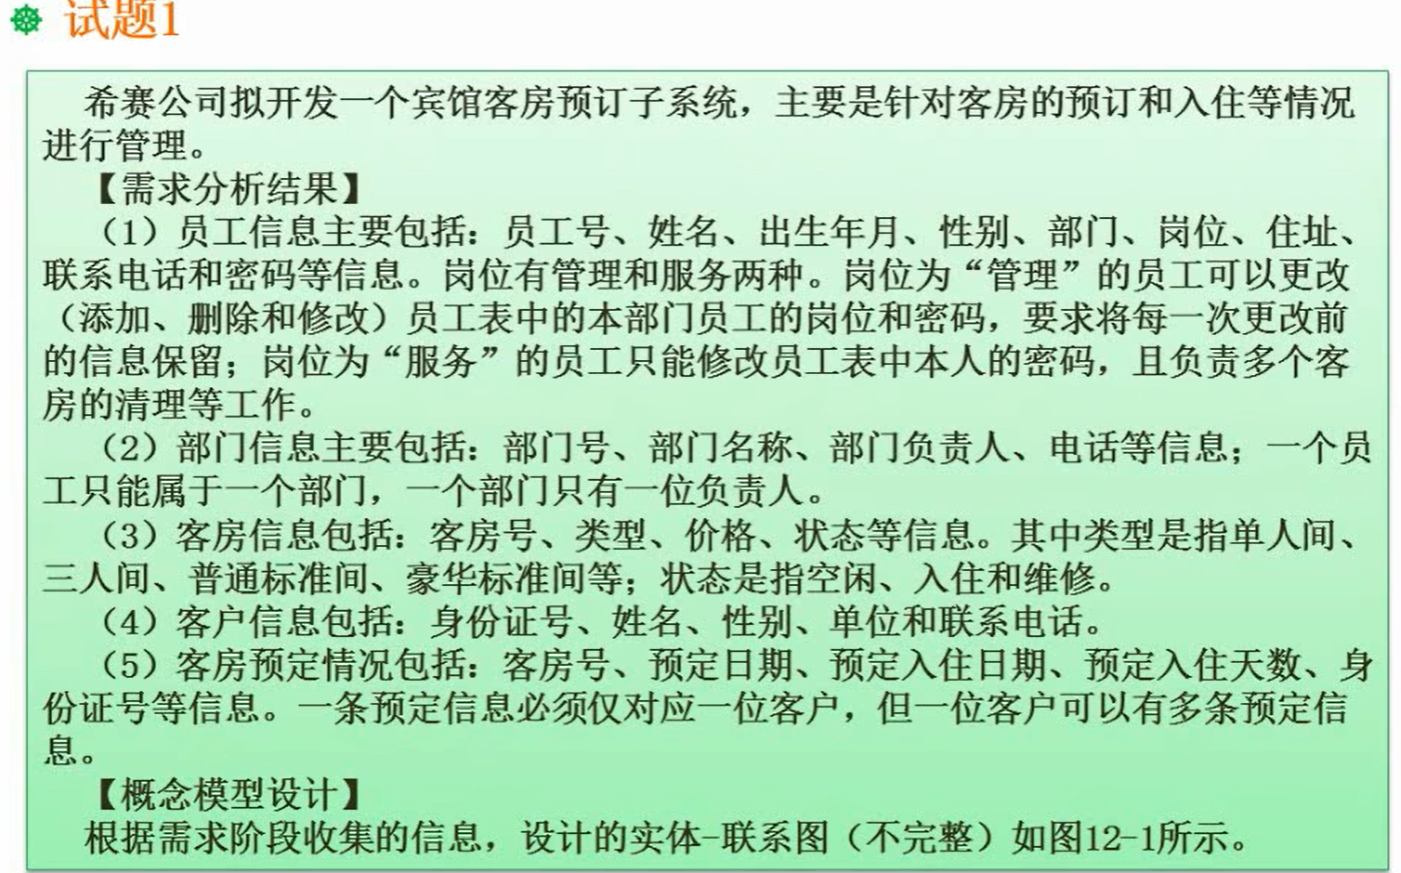 试题1
希赛公司拟开发一个宾馆客房预订子系统，主要是针对客房的预订和入住等情况
进行管理。
【需求分析结果】
（1）员工信息主要包括：员工号、姓名、出生年月、性别、部门、岗位、住址、
联系电话和密码等信息。岗位有管理和服务两种。岗位为“管理”的员工可以更改
（添加、删除和修改）员工表中的本部门员工的岗位和密码，要求将每一次更改前
的信息保留；岗位为“服务”的员工只能修改员工表中本人的密码，且负责多个客
房的清理等工作。
（2）部门信息主要包括：部门号、部门名称、部门负责人、电话等信息；一个员
工只能属于一个部门，一个部门只有一位负责人。
（3）客房信息包括：客房号、类型、价格、状态等信息。其中类型是指单人间、
三人间、普通标准间、豪华标准间等；状态是指空闲、入住和维修。
（4）客户信息包括：身份证号、姓名、性别、单位和联系电话。
（5）客房预定情况包括：客房号、预定日期、预定入住日期、预定入住天数、身
份证号等信息。一条预定信息必须仅对应一位客户，但一位客户可以有多条预定信
息。
【概念模型设计】
根据需求阶段收集的信息，设计的实体-联系图（不完整）如图12-1所示。